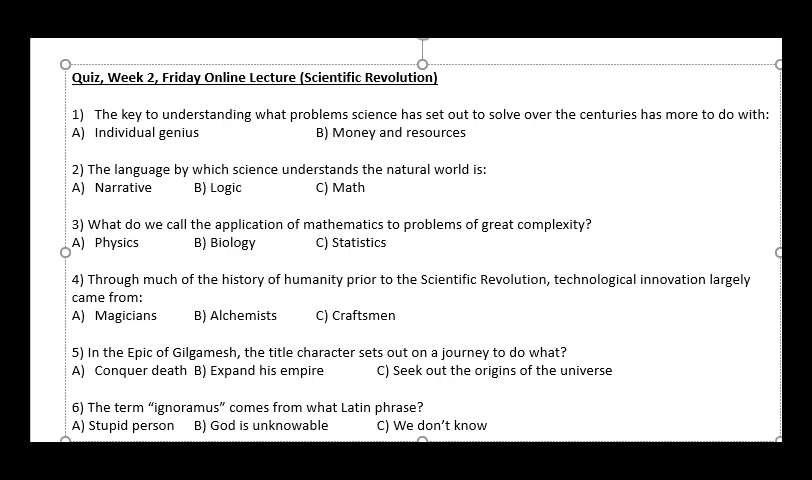 Quiz, Week 2, Friday Online Lecture (Scientific Revolution)
1) The key to understanding what problems science has set out to solve over the centuries has more to do with:
A) Individual genius B) Money and resources
2) The language by which science understands the natural world is:
A) Narrative B) Logic C) Math
3) What do we call the application of mathematics to problems of great complexity?
A) Physics B) Biology C) Statistics
4) Through much of the history of humanity prior to the Scientific Revolution, technological innovation largely
came from:
A) Magicians B) Alchemists C) Craftsmen
5) In the Epic of Gilgamesh, the title character sets out on a journey to do what?
A) Conquer death B) Expand his empire C) Seek out the origins of the universe
6) The term “ignoramus” comes from what Latin phrase?
A) Stupid person B) God is unknowable C) We don’t know